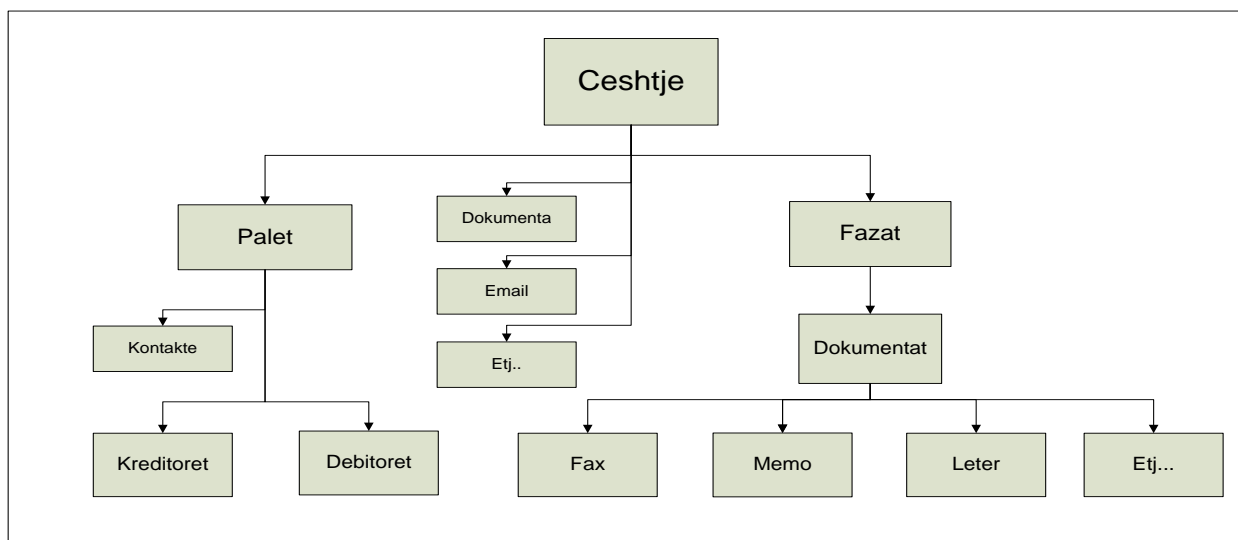 Ceshtje
Palet
Dokumenta
Fazat
Email
Kontakte
Etj..
Dokumentat
Kreditoret
Debitoret
Fax
Memo
Leter
Etj...